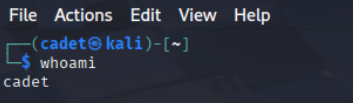 File Actions Edit View Help
┌──(cadet㉿kali)-[~]
└─$ whoami
cadet